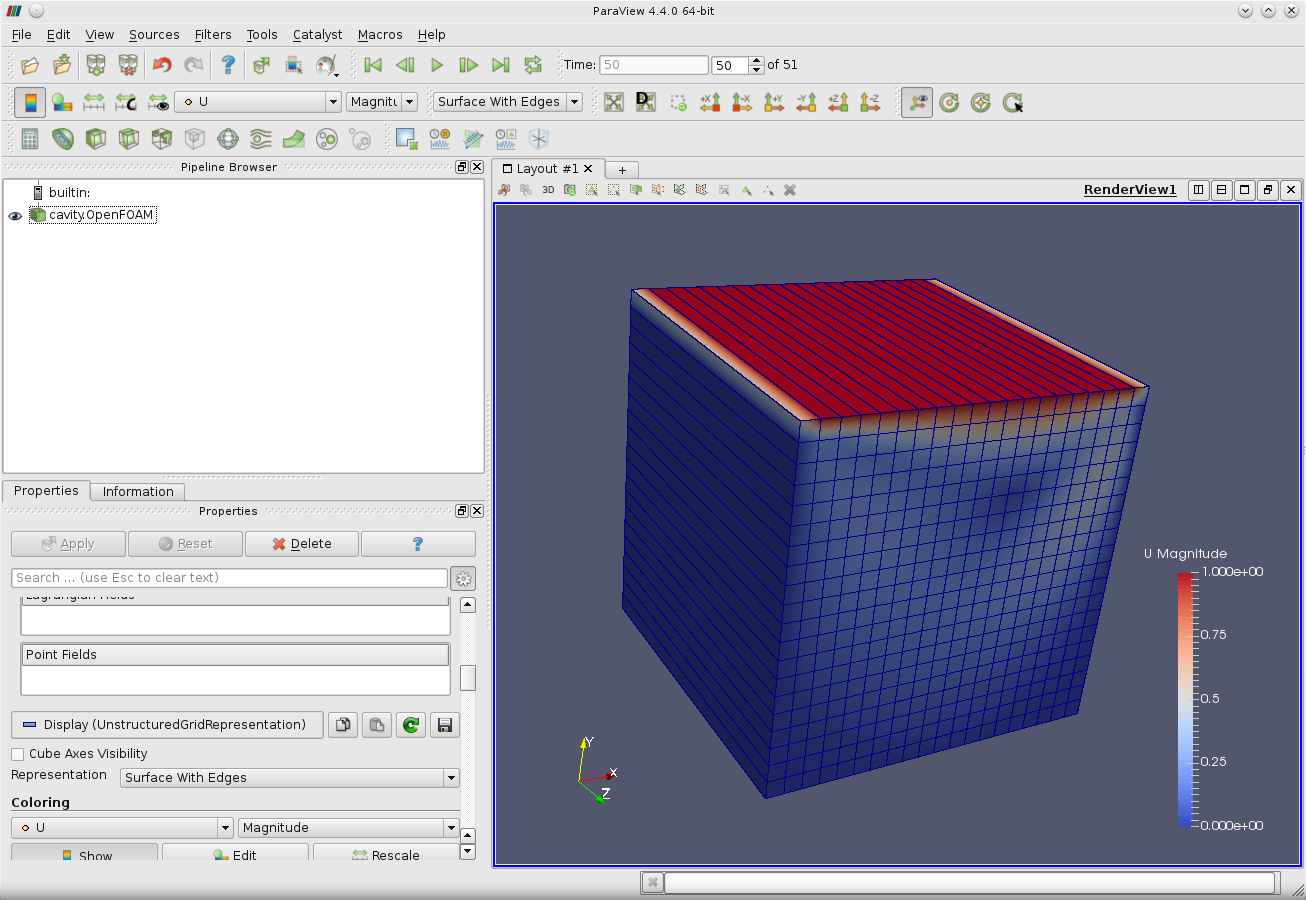 ParaView 4.4.0 64-bit
File Edit View Sources Filters Tools Catalyst Macros Help
Time: 50 50 of 51
U Magnitu Surface With Edges
+X -X +Y -Y +Z -Z
Pipeline Browser
builtin:
cavity.OpenFOAM
Layout #1 +
3D RenderView1
Properties Information
Properties
Apply Reset Delete ?
Search ... (use Esc to clear text)
Lagrangian Fields
Point Fields
Display (UnstructuredGridRepresentation)
Cube Axes Visibility
Representation Surface With Edges
Coloring
U Magnitude
Show Edit Rescale
U Magnitude
1.000e+00
0.75
0.5
0.25
0.000e+00
Y
X
Z